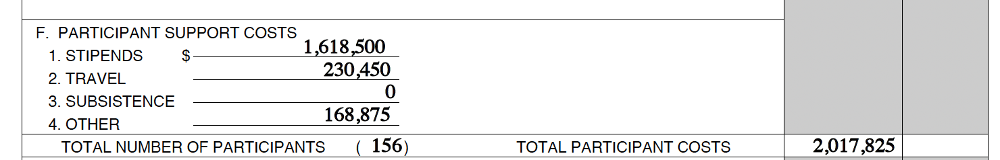 F. PARTICIPANT SUPPORT COSTS
1. STIPENDS $ 1,618,500
2. TRAVEL 230,450
3. SUBSISTENCE 0
4. OTHER 168,875
TOTAL NUMBER OF PARTICIPANTS ( 156) TOTAL PARTICIPANT COSTS 2,017,825